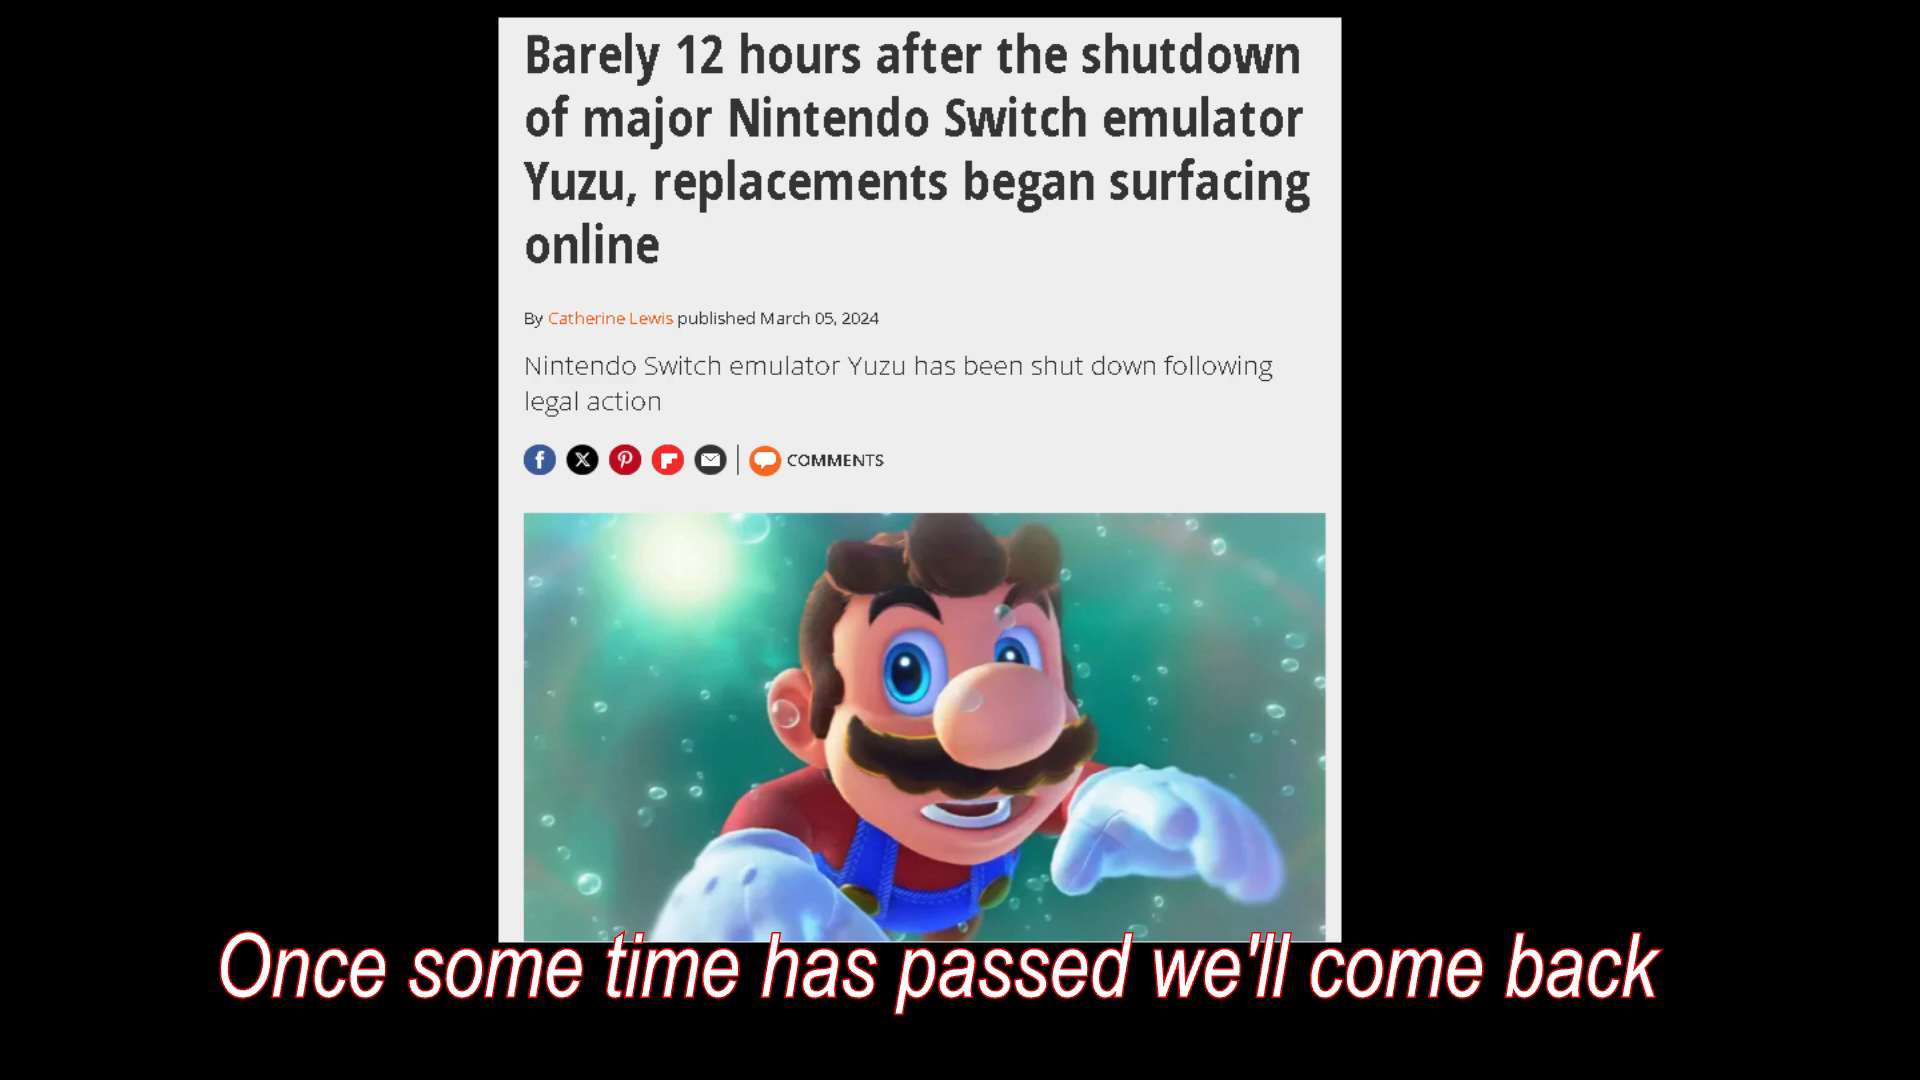 Barely 12 hours after the shutdown
of major Nintendo Switch emulator
Yuzu, replacements began surfacing
online
By Catherine Lewis published March 05, 2024
Nintendo Switch emulator Yuzu has been shut down following
legal action
COMMENTS
Once some time has passed we'll come back